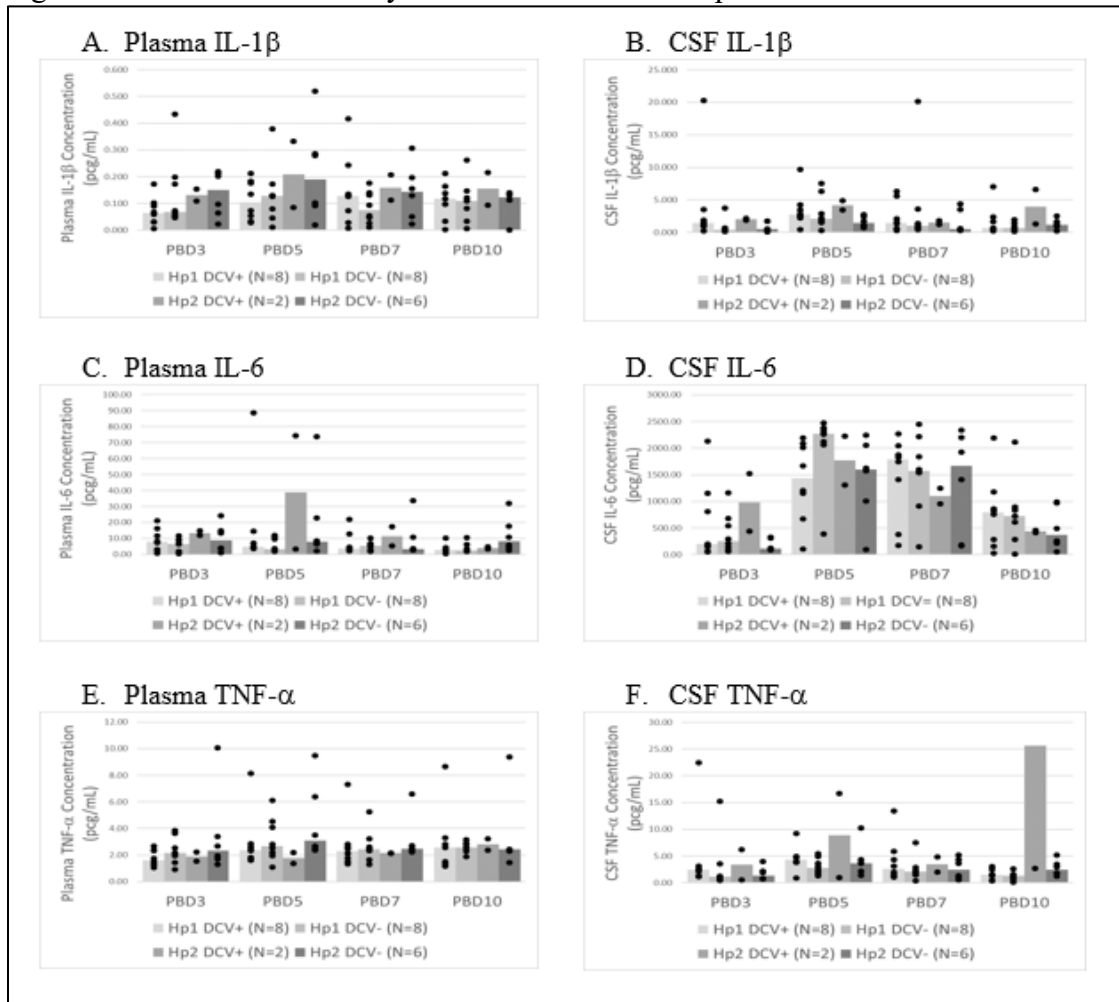 A. Plasma IL-1β
Plasma IL-1β Concentration
(pcg/mL)
0.600
0.500
0.400
0.300
0.200
0.100
0.000
PBD3 PBD5 PBD7 PBD10
Hp1 DCV+ (N=8) Hp1 DCV- (N=8)
Hp2 DCV+ (N=2) Hp2 DCV- (N=6)
B. CSF IL-1β
CSF IL-1β Concentration
(pcg/mL)
25.000
20.000
15.000
10.000
5.000
0.000
PBD3 PBD5 PBD7 PBD10
Hp1 DCV+ (N=8) Hp1 DCV- (N=8)
Hp2 DCV+ (N=2) Hp2 DCV- (N=6)
C. Plasma IL-6
Plasma IL-6 Concentration
(pcg/mL)
100.00
90.00
80.00
70.00
60.00
50.00
40.00
30.00
20.00
10.00
0.00
PBD3 PBD5 PBD7 PBD10
Hp1 DCV+ (N=8) Hp1 DCV- (N=8)
Hp2 DCV+ (N=2) Hp2 DCV- (N=6)
D. CSF IL-6
CSF IL-6 Concentration
(pcg/mL)
3000.00
2500.00
2000.00
1500.00
1000.00
500.00
0.00
PBD3 PBD5 PBD7 PBD10
Hp1 DCV+ (N=8) Hp1 DCV= (N=8)
Hp2 DCV+ (N=2) Hp2 DCV- (N=6)
E. Plasma TNF-α
Plasma TNF-α Concentration
(pcg/mL)
12.00
10.00
8.00
6.00
4.00
2.00
0.00
PBD3 PBD5 PBD7 PBD10
Hp1 DCV+ (N=8) Hp1 DCV- (N=8)
Hp2 DCV+ (N=2) Hp2 DCV- (N=6)
F. CSF TNF-α
CSF TNF-α Concentration
(pcg/mL)
30.00
25.00
20.00
15.00
10.00
5.00
0.00
PBD3 PBD5 PBD7 PBD10
Hp1 DCV+ (N=8) Hp1 DCV- (N=8)
Hp2 DCV+ (N=2) Hp2 DCV- (N=6)